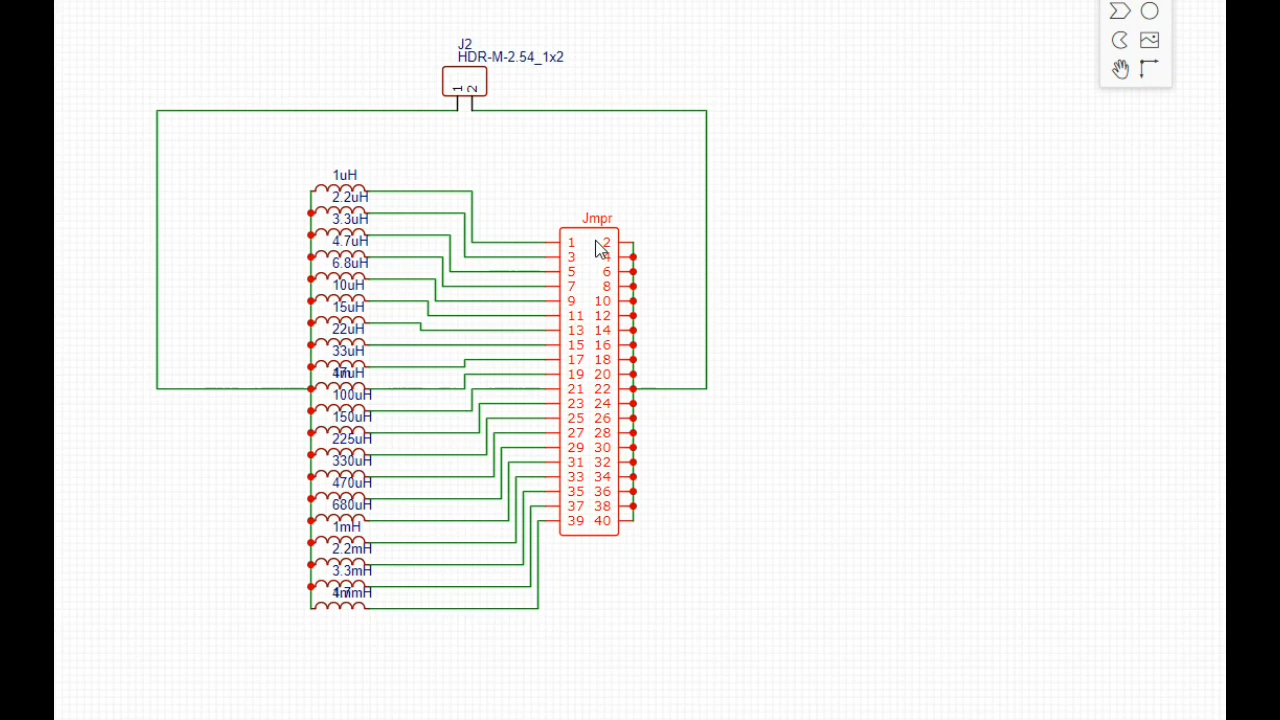 J2
HDR-M-2.54_1x2
1 2
1uH
2.2uH
3.3uH
4.7uH
6.8uH
10uH
15uH
22uH
33uH
100uH
150uH
225uH
330uH
470uH
680uH
1mH
2.2mH
3.3mH
Jmpr
1 2
3 4
5 6
7 8
9 10
11 12
13 14
15 16
17 18
19 20
21 22
23 24
25 26
27 28
29 30
31 32
33 34
35 36
37 38
39 40